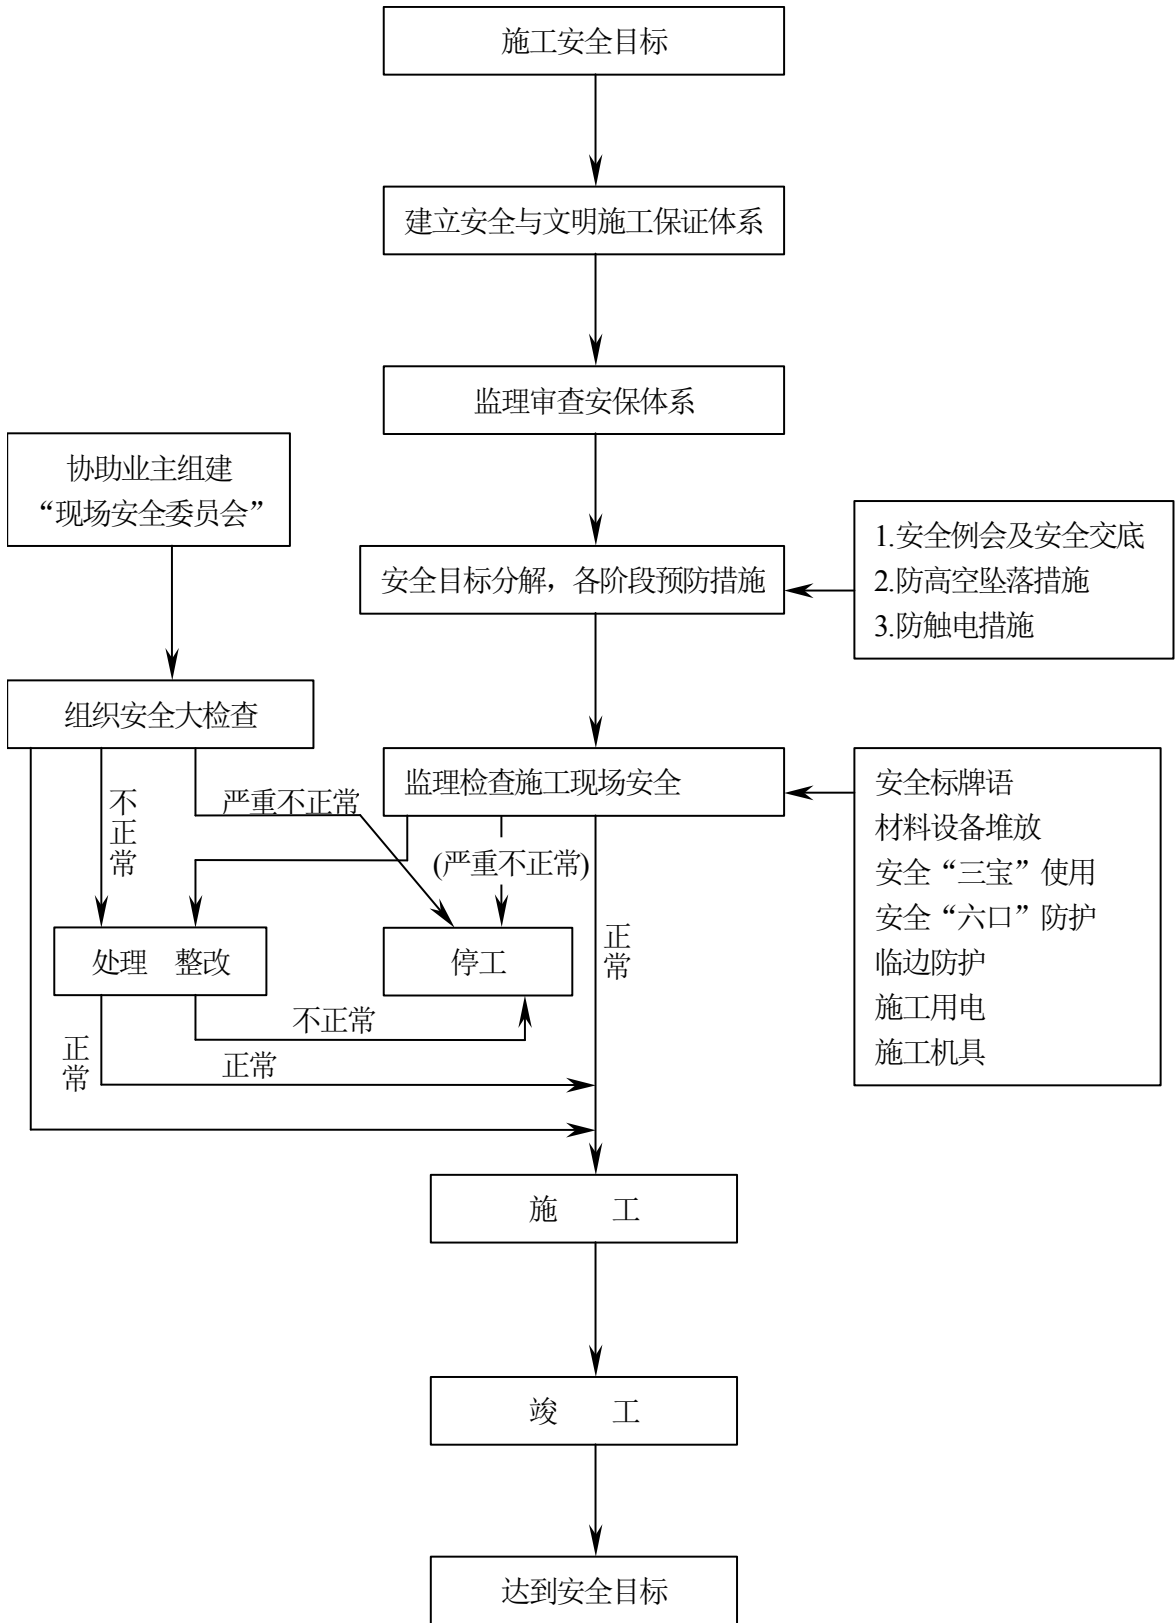 施工安全目标
建立安全与文明施工保证体系
监理审查安保体系
协助业主组建
“现场安全委员会”
安全目标分解，各阶段预防措施
1.安全例会及安全交底
2.防高空坠落措施
3.防触电措施
组织安全大检查
监理检查施工现场安全
安全标牌语
材料设备堆放
安全“三宝”使用
安全“六口”防护
临边防护
施工用电
施工机具
不正常
严重不正常
(严重不正常)
正常
处理 整改
停工
不正常
正常
正常
施 工
竣 工
达到安全目标